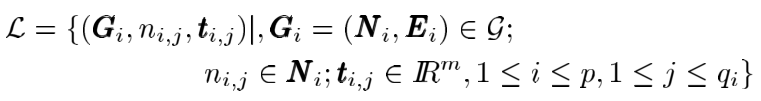 ℒ = {(𝑮ᵢ, nᵢ,ⱼ, 𝒕ᵢ,ⱼ)|, 𝑮ᵢ = (𝑵ᵢ, 𝑬ᵢ) ∈ 𝒢;
nᵢ,ⱼ ∈ 𝑵ᵢ; 𝒕ᵢ,ⱼ ∈ ℝᵐ, 1 ≤ i ≤ p, 1 ≤ j ≤ qᵢ}